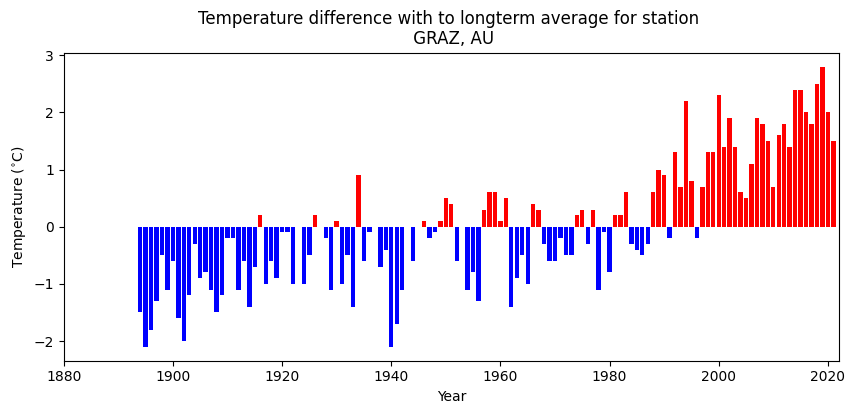 Temperature difference with to longterm average for station
GRAZ, AU
3
2
1
0
−1
−2
Temperature (°C)
1880 1900 1920 1940 1960 1980 2000 2020
Year